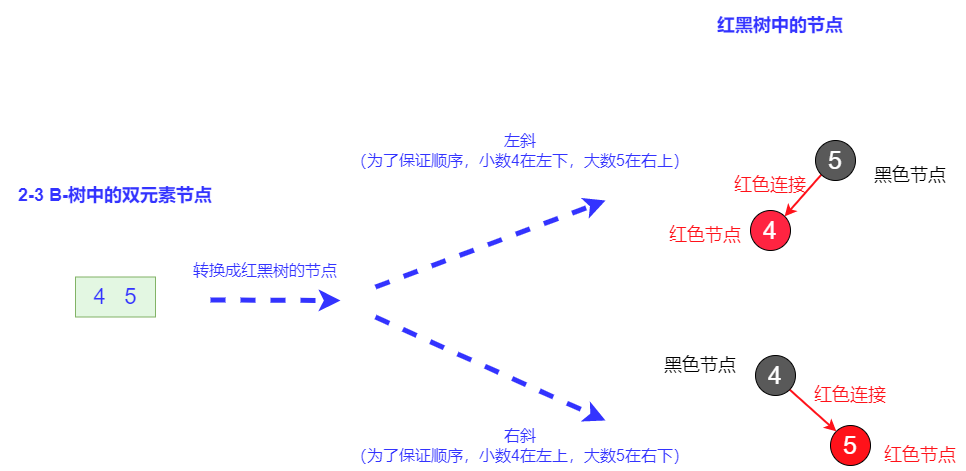 红黑树中的节点
左斜
（为了保证顺序，小数4在左下，大数5在右上）
5
黑色节点
红色连接
2-3 B-树中的双元素节点
4
红色节点
转换成红黑树的节点
4 5
黑色节点
4
红色连接
右斜
（为了保证顺序，小数4在左上，大数5在右下）
5
红色节点